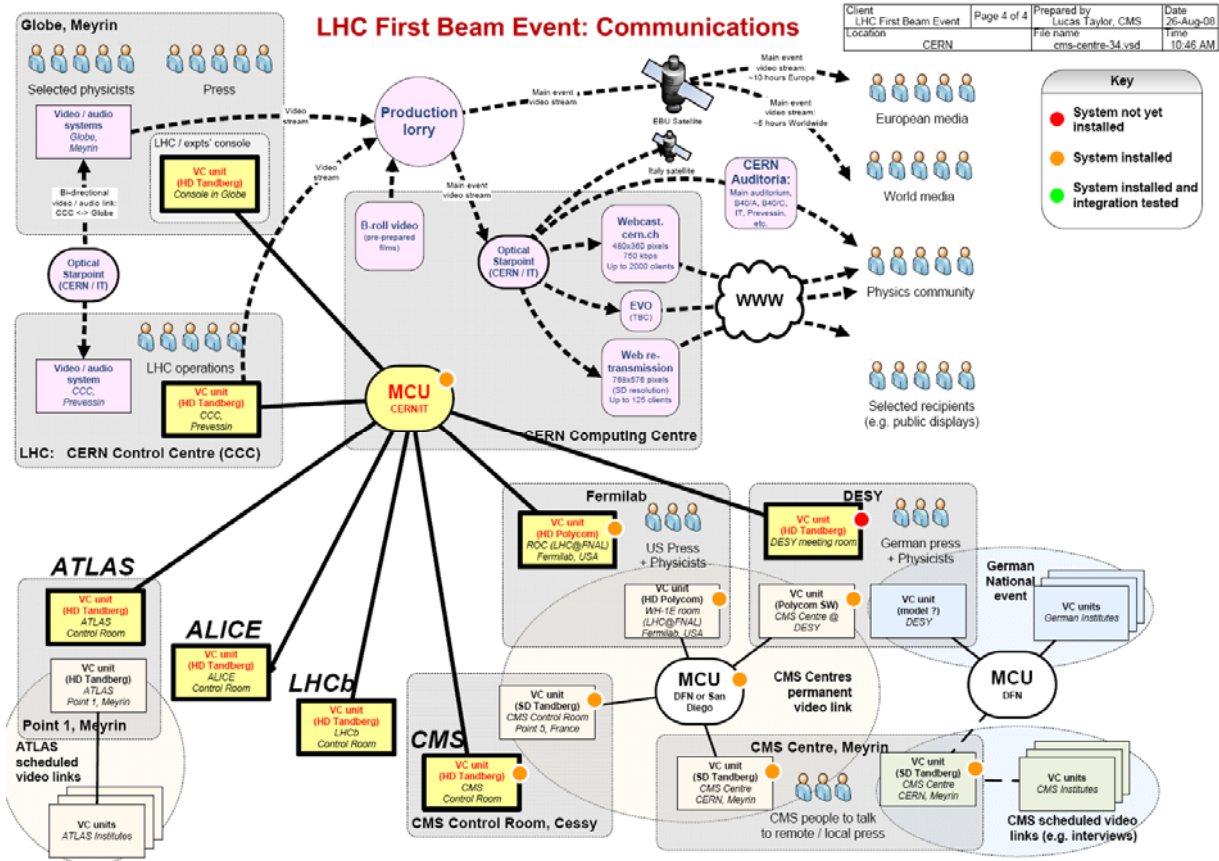 LHC First Beam Event: Communications
Client
LHC First Beam Event
Page 4 of 4
Prepared by
Lucas Taylor, CMS
Date
26-Aug-08
Location
CERN
File name
cms-centre-34.vsd
Time
10:46 AM
Key
System not yet
installed
System installed
System installed and
integration tested
Globe, Meyrin
Selected physicists
Press
Video / audio
systems
Globe,
Meyrin
LHC / expts' console
VC unit
(HD Tandberg)
Console in Globe
Bi-directional
video / audio link:
CCC <-> Globe
Optical
Starpoint
(CERN / IT)
Video
stream
Video
stream
Production
lorry
Main event
video stream
Main event
video stream
B-roll video
(pre-prepared
films)
EBU Satellite
Italy satellite
Main event
video stream:
~10 hours Europe
Main event
video stream:
~5 hours Worldwide
European media
World media
Physics community
Selected recipients
(e.g. public displays)
CERN
Auditoria:
Main auditorium,
B40/A, B40/C,
IT, Prevessin,
etc.
Optical
Starpoint
(CERN / IT)
Webcast.
cern.ch
480x360 pixels
750 kbps
Up to 2000 clients
EVO
(TBC)
Web re-
transmission
768x576 pixels
(SD resolution)
Up to 125 clients
WWW
CERN Computing Centre
LHC operations
Video / audio
system
CCC,
Prevessin
VC unit
(HD Tandberg)
CCC,
Prevessin
LHC: CERN Control Centre (CCC)
MCU
CERN/IT
ATLAS
VC unit
(HD Tandberg)
ATLAS
Control Room
VC unit
(HD Tandberg)
ATLAS
Point 1, Meyrin
Point 1, Meyrin
ATLAS
scheduled
video links
VC units
ATLAS Institutes
ALICE
VC unit
(HD Tandberg)
ALICE
Control Room
LHCb
VC unit
(HD Tandberg)
LHCb
Control Room
CMS
VC unit
(HD Tandberg)
CMS
Control Room
VC unit
(SD Tandberg)
CMS Control Room
Point 5, France
CMS Control Room, Cessy
Fermilab
VC unit
(HD Polycom)
ROC (LHC@FNAL)
Fermilab, USA
US Press
+ Physicists
VC unit
(HD Polycom)
WH-1E room
(LHC@FNAL)
Fermilab, USA
DESY
VC unit
(HD Tandberg)
DESY meeting room
German press
+ Physicists
VC unit
(Polycom SW)
CMS Centre @
DESY
VC unit
(model ?)
DESY
German
National
event
VC units
German Institutes
MCU
DFN or San
Diego
CMS Centres
permanent
video link
MCU
DFN
CMS Centre, Meyrin
VC unit
(SD Tandberg)
CMS Centre
CERN, Meyrin
CMS people to talk
to remote / local press
VC unit
(SD Tandberg)
CMS Centre
CERN, Meyrin
VC units
CMS Institutes
CMS scheduled video
links (e.g. interviews)